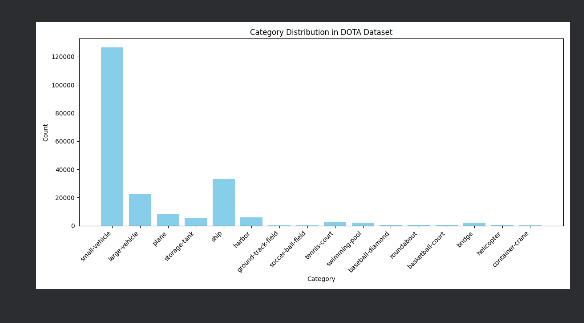 Category Distribution in DOTA Dataset
120000
100000
80000
60000
40000
20000
0
Count
small-vehicle
large-vehicle
plane
storage-tank
ship
harbor
ground-track-field
soccer-ball-field
tennis-court
swimming-pool
baseball-diamond
roundabout
basketball-court
bridge
helicopter
container-crane
Category